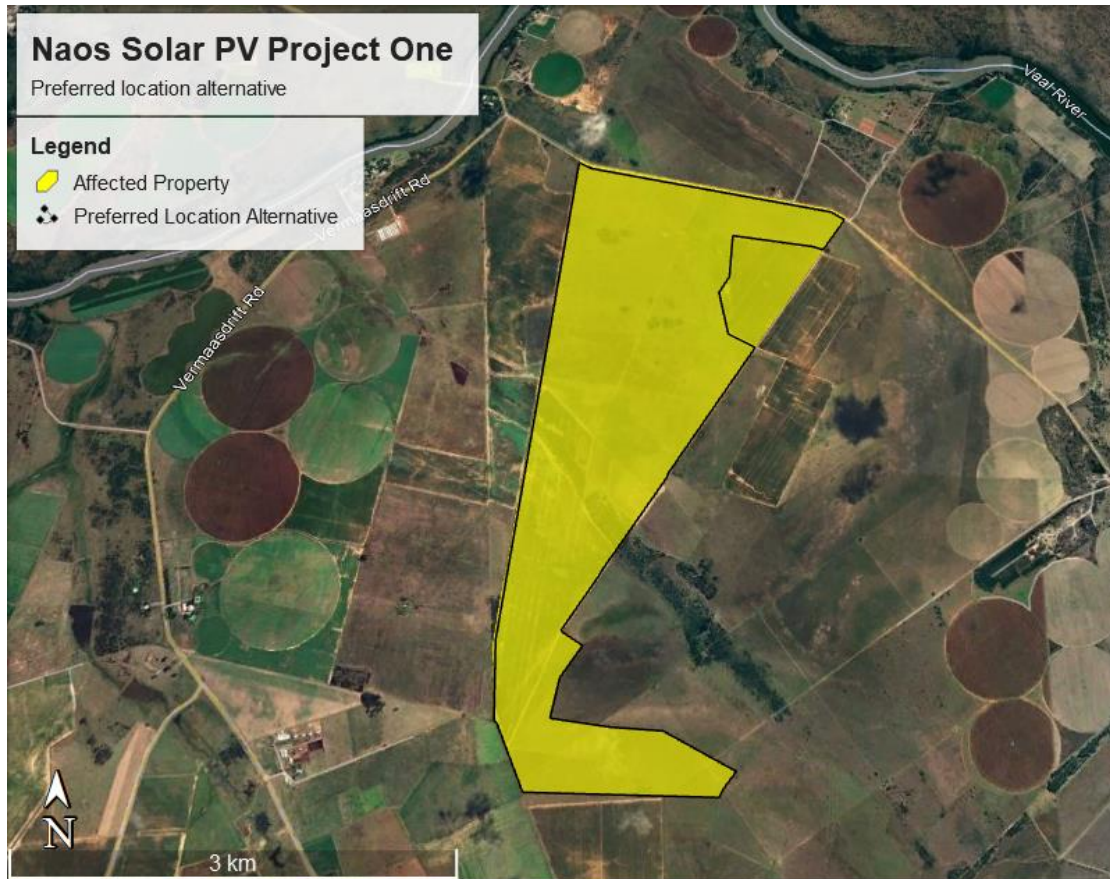 Naos Solar PV Project One
Preferred location alternative
Legend
Affected Property
Preferred Location Alternative
Vaal River
Vermaasdrift Rd
Vermaasdrift Rd
N
3 km